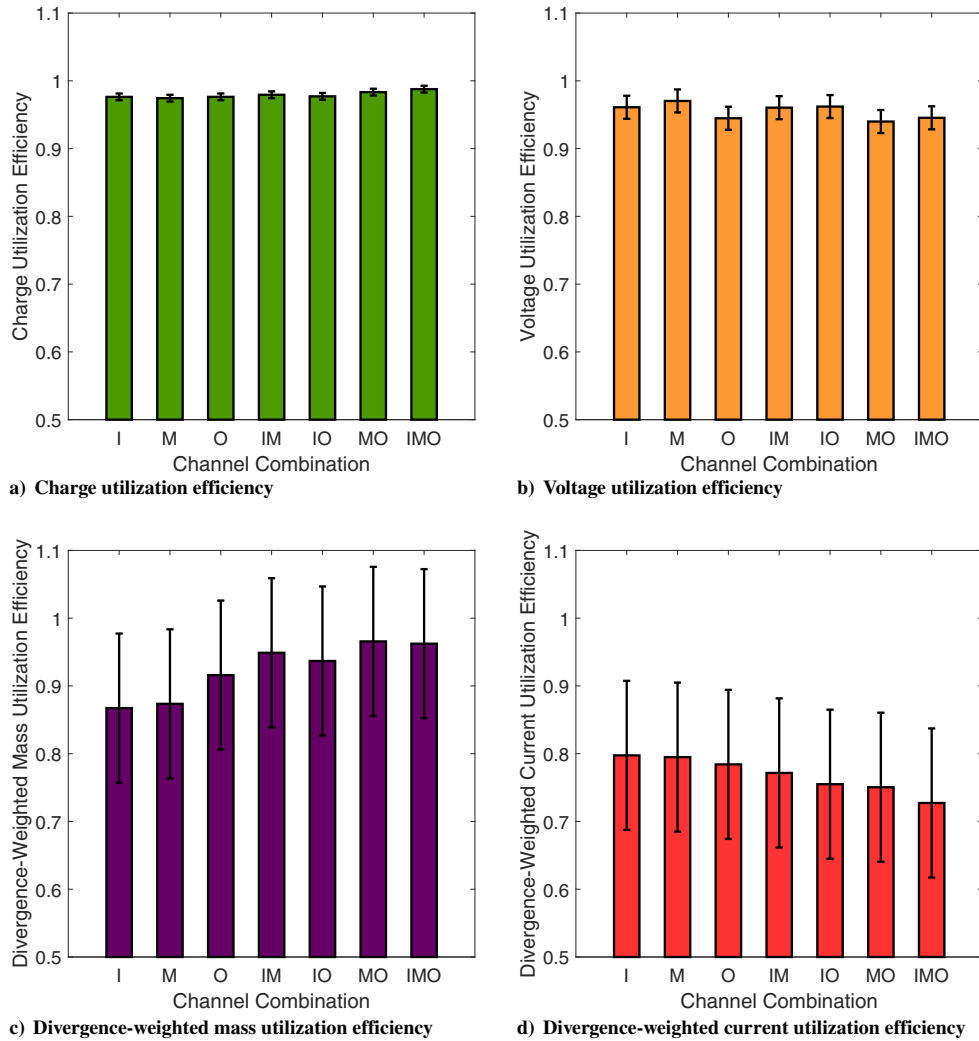 1.1
1
0.9
0.8
0.7
0.6
0.5
Charge Utilization Efficiency
I M O IM IO MO IMO
Channel Combination
a) Charge utilization efficiency
1.1
1
0.9
0.8
0.7
0.6
0.5
Voltage Utilization Efficiency
I M O IM IO MO IMO
Channel Combination
b) Voltage utilization efficiency
1.1
1
0.9
0.8
0.7
0.6
0.5
Divergence-Weighted Mass Utilization Efficiency
I M O IM IO MO IMO
Channel Combination
c) Divergence-weighted mass utilization efficiency
1.1
1
0.9
0.8
0.7
0.6
0.5
Divergence-Weighted Current Utilization Efficiency
I M O IM IO MO IMO
Channel Combination
d) Divergence-weighted current utilization efficiency